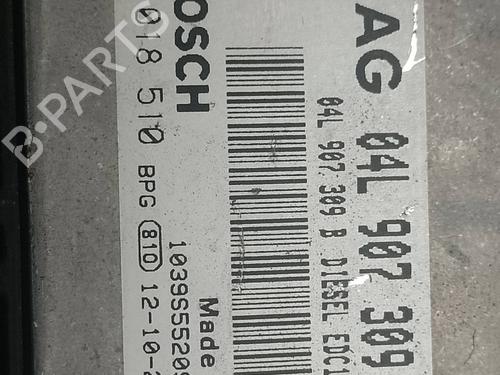 AG 04L 907 309
04L 907 309 B DIESEL EDC1
OSCH
Made
1039S55209
018 510 BPG 810 12-10-2
B-PARTS